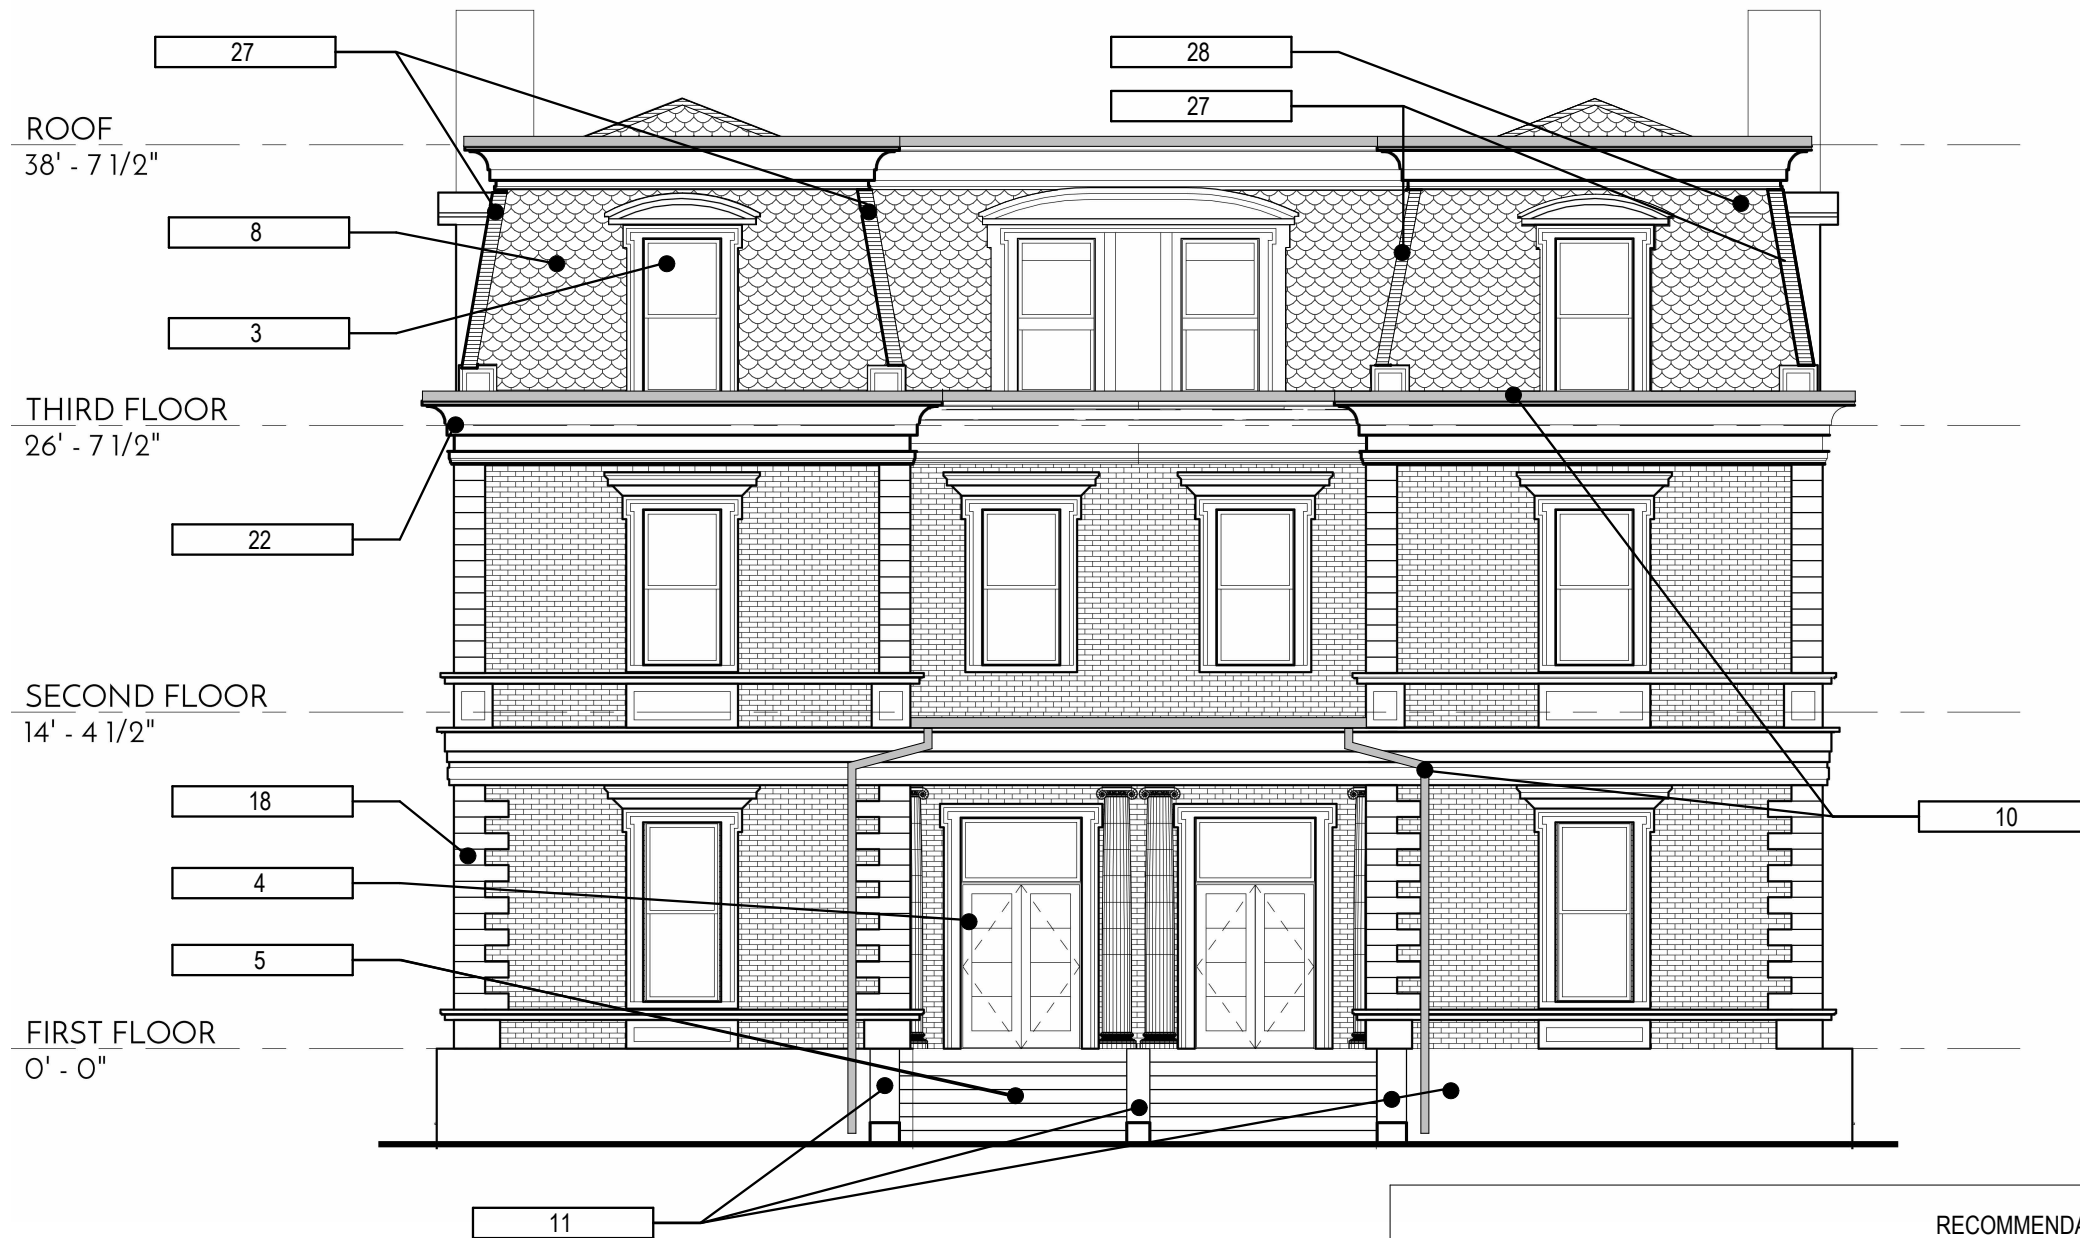 27
28
27
ROOF
38' - 7 1/2"
8
3
THIRD FLOOR
26' - 7 1/2"
22
SECOND FLOOR
14' - 4 1/2"
18
10
4
5
FIRST FLOOR
0' - 0"
11
RECOMMENDA